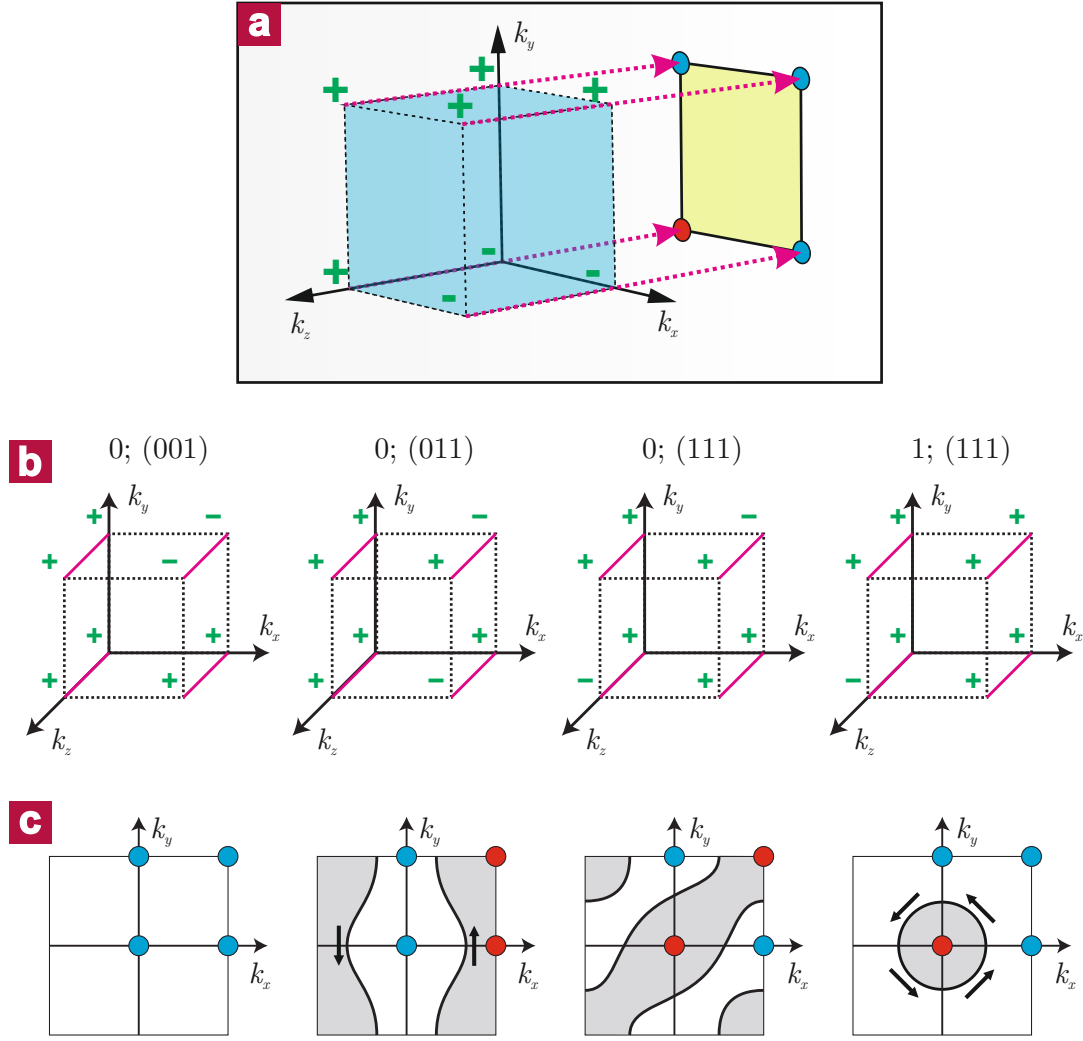 a
k_y
+ + +
+
- -
+ -
k_z k_x
b
0; (001) 0; (011) 0; (111) 1; (111)
k_y k_y k_y k_y
+ - + - + - + +
+ - + + + + + +
+ + k_x + + k_x + + k_x + + k_x
+ + + - - + - +
k_z k_z k_z k_z
c
k_y k_y k_y k_y
k_x k_x k_x k_x